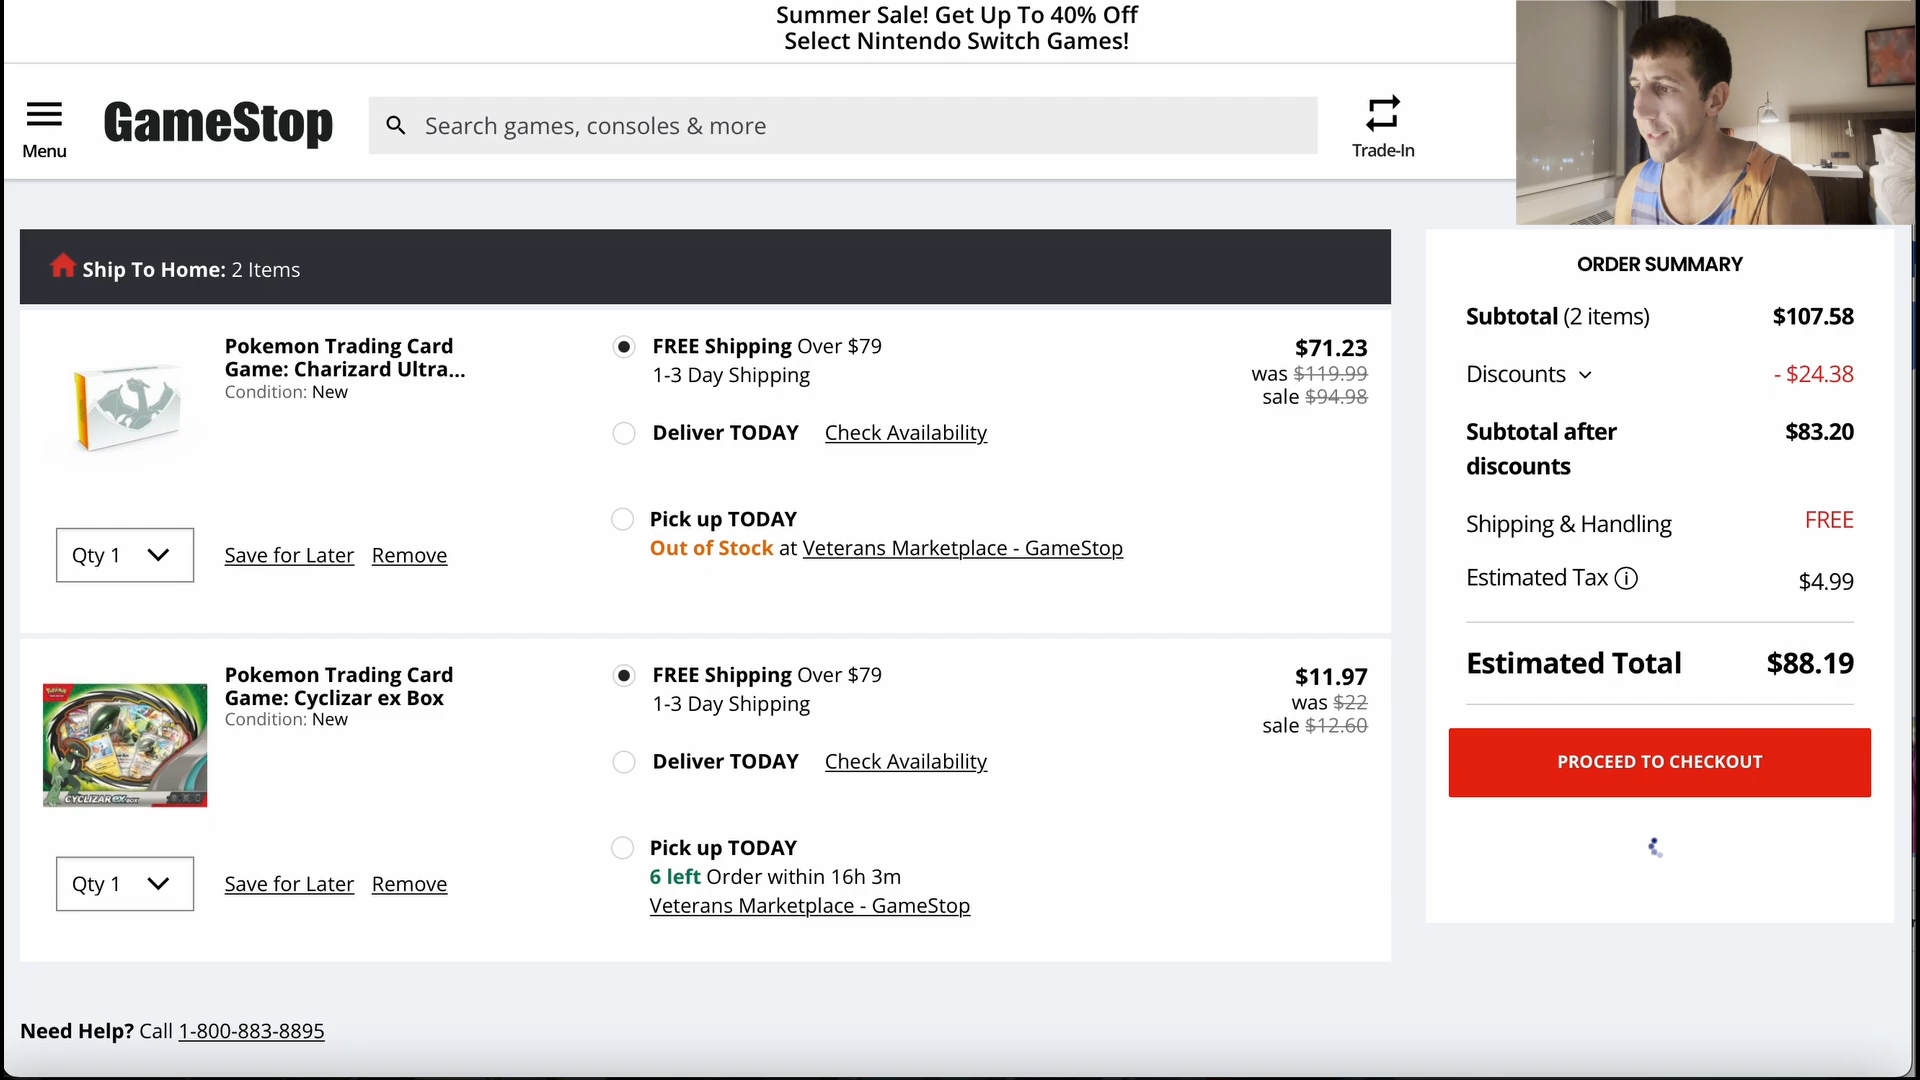 Summer Sale! Get Up To 40% Off
Select Nintendo Switch Games!
Menu
GameStop
Search games, consoles & more
Trade-In
Ship To Home: 2 Items
Pokemon Trading Card
Game: Charizard Ultra...
Condition: New
Qty 1
Save for Later Remove
FREE Shipping Over $79
1-3 Day Shipping
Deliver TODAY Check Availability
Pick up TODAY
Out of Stock at Veterans Marketplace - GameStop
$71.23
was $119.99
sale $94.98
Pokemon Trading Card
Game: Cyclizar ex Box
Condition: New
CYCLIZAR ex BOX
Qty 1
Save for Later Remove
FREE Shipping Over $79
1-3 Day Shipping
Deliver TODAY Check Availability
Pick up TODAY
6 left Order within 16h 3m
Veterans Marketplace - GameStop
$11.97
was $22
sale $12.60
ORDER SUMMARY
Subtotal (2 items) $107.58
Discounts - $24.38
Subtotal after
discounts
$83.20
Shipping & Handling FREE
Estimated Tax $4.99
Estimated Total $88.19
PROCEED TO CHECKOUT
Need Help? Call 1-800-883-8895